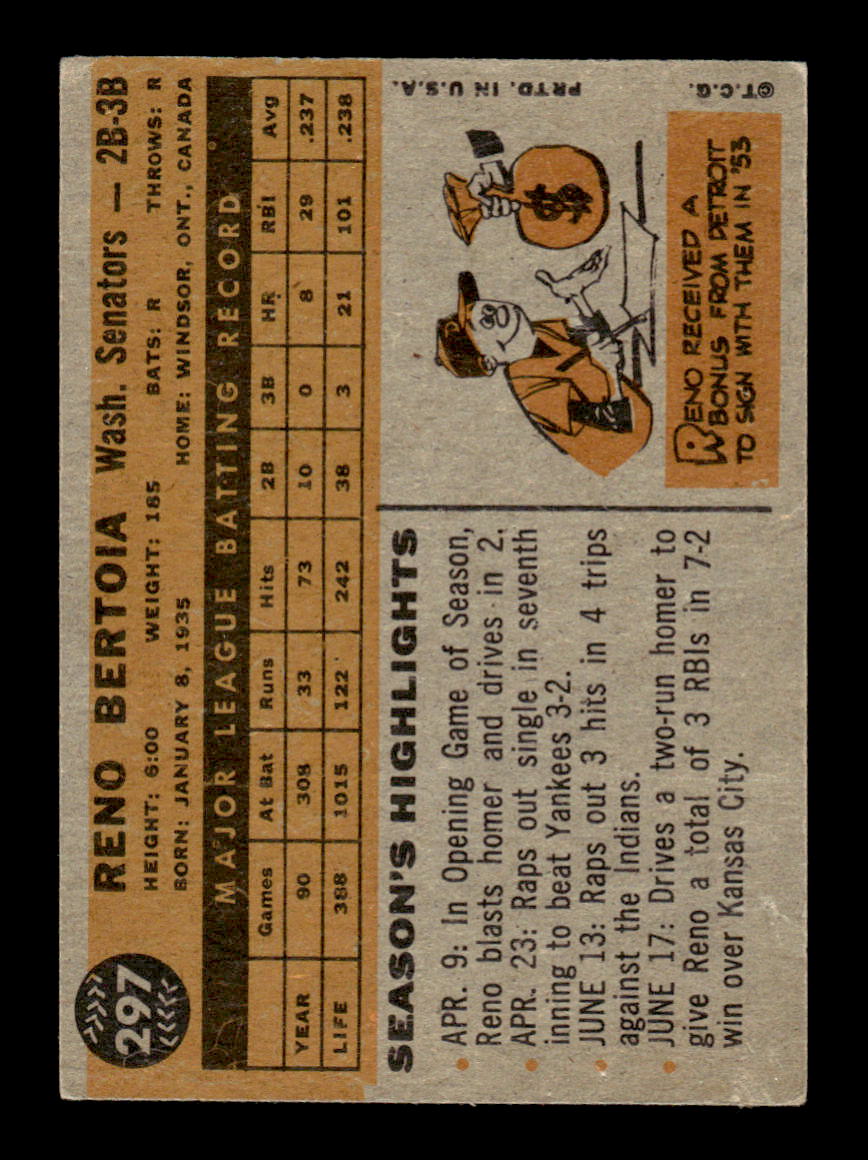 297
RENO BERTOIA Wash. Senators — 2B-3B
HEIGHT: 6:00 WEIGHT: 185 BATS: R THROWS: R
BORN: JANUARY 8, 1935 HOME: WINDSOR, ONT., CANADA
MAJOR LEAGUE BATTING RECORD
Games At Bat Runs Hits 2B 3B HR RBI Avg
YEAR 90 308 33 73 10 0 8 29 .237
LIFE 388 1015 122 242 38 3 21 101 .238
SEASON'S HIGHLIGHTS
• APR. 9: In Opening Game of Season,
Reno blasts homer and drives in 2.
• APR. 23: Raps out single in seventh
inning to beat Yankees 3-2.
• JUNE 13: Raps out 3 hits in 4 trips
against the Indians.
• JUNE 17: Drives a two-run homer to
give Reno a total of 3 RBIs in 7-2
win over Kansas City.
$$
RENO RECEIVED A
BONUS FROM DETROIT
TO SIGN WITH THEM IN '53
©T.C.G. PRTD. IN U.S.A.